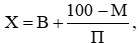 Х = В + (100 − М) / П ,